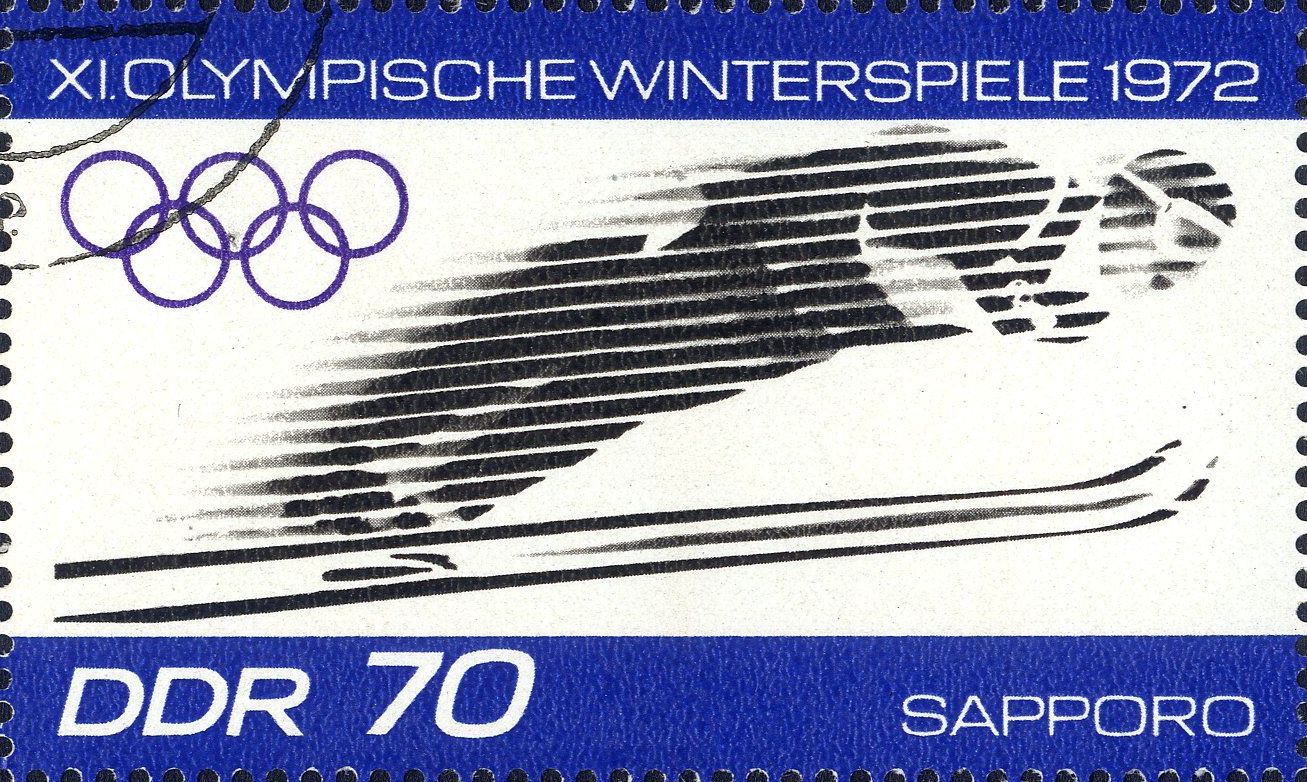 XI. OLYMPISCHE WINTERSPIELE 1972
DDR 70
SAPPORO